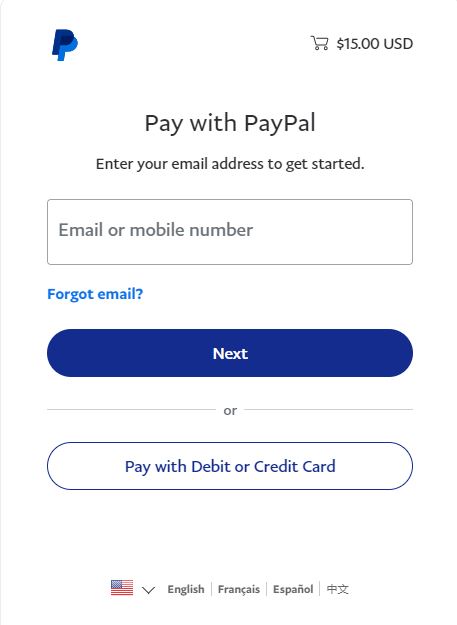 $15.00 USD
Pay with PayPal
Enter your email address to get started.
Email or mobile number
Forgot email?
Next
or
Pay with Debit or Credit Card
English | Français | Español | 中文